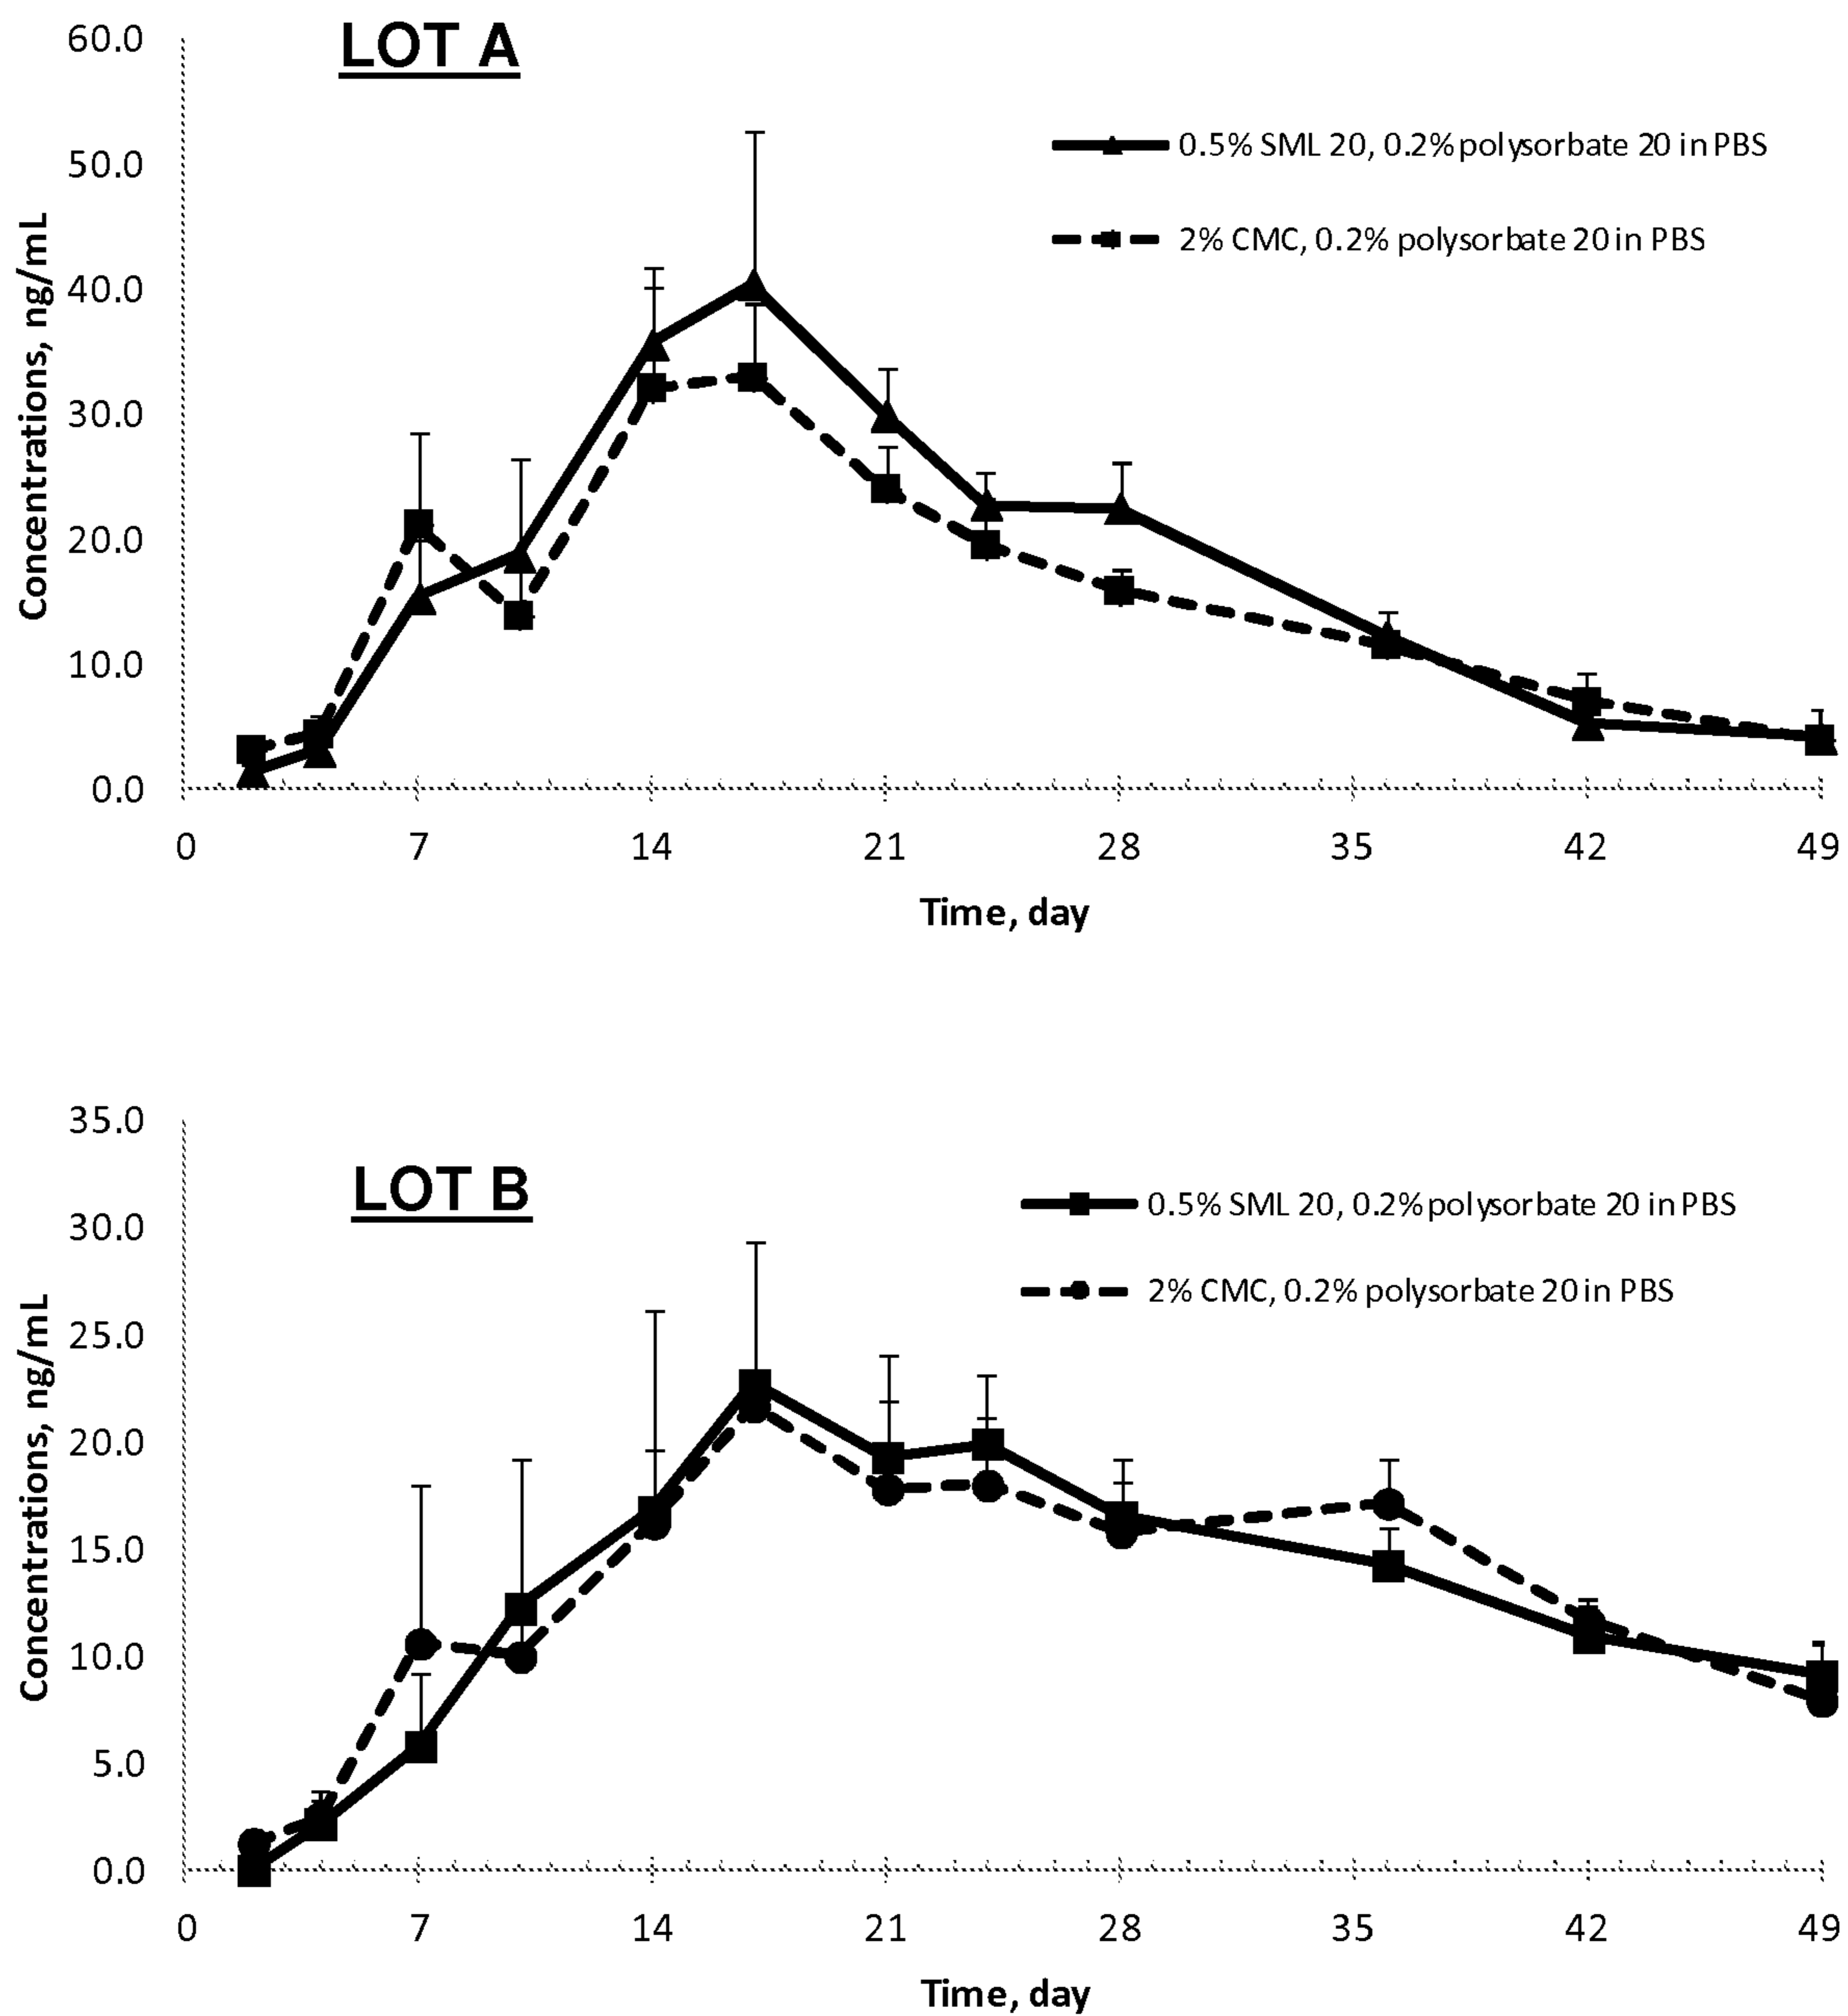 LOT A
60.0
50.0
40.0
30.0
20.0
10.0
0.0
Concentrations, ng/mL
0.5% SML 20, 0.2% polysorbate 20 in PBS
2% CMC, 0.2% polysorbate 20 in PBS
0 7 14 21 28 35 42 49
Time, day
LOT B
35.0
30.0
25.0
20.0
15.0
10.0
5.0
0.0
Concentrations, ng/mL
0.5% SML 20, 0.2% polysorbate 20 in PBS
2% CMC, 0.2% polysorbate 20 in PBS
0 7 14 21 28 35 42 49
Time, day